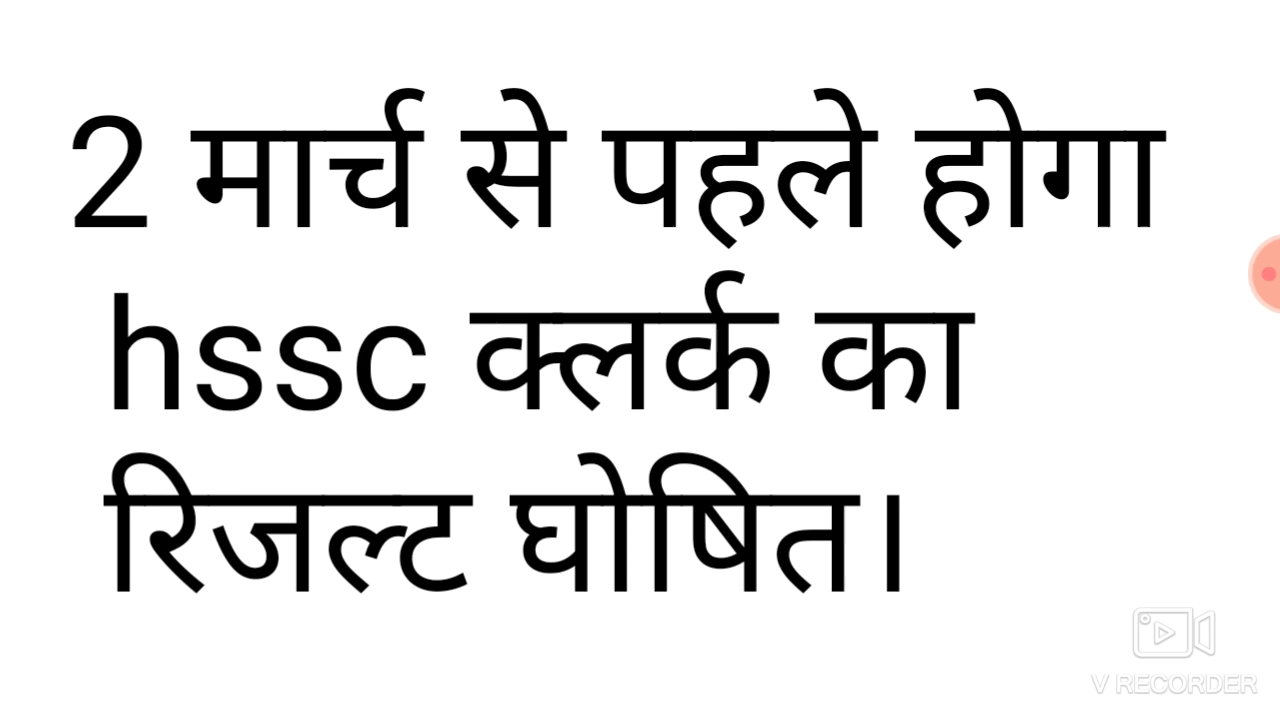 2 मार्च से पहले होगा
hssc क्लर्क का
रिजल्ट घोषित।
V RECORDER